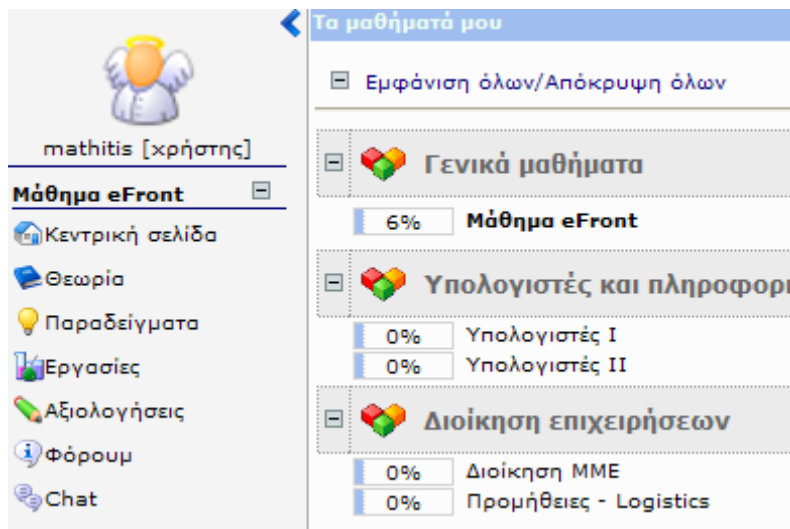 mathitis [χρήστης]
Μάθημα eFront
Κεντρική σελίδα
Θεωρία
Παραδείγματα
Εργασίες
Αξιολογήσεις
Φόρουμ
Chat
Τα μαθήματά μου
Εμφάνιση όλων/Απόκρυψη όλων
Γενικά μαθήματα
6% Μάθημα eFront
Υπολογιστές και πληροφορι
0% Υπολογιστές Ι
0% Υπολογιστές ΙΙ
Διοίκηση επιχειρήσεων
0% Διοίκηση ΜΜΕ
0% Προμήθειες - Logistics